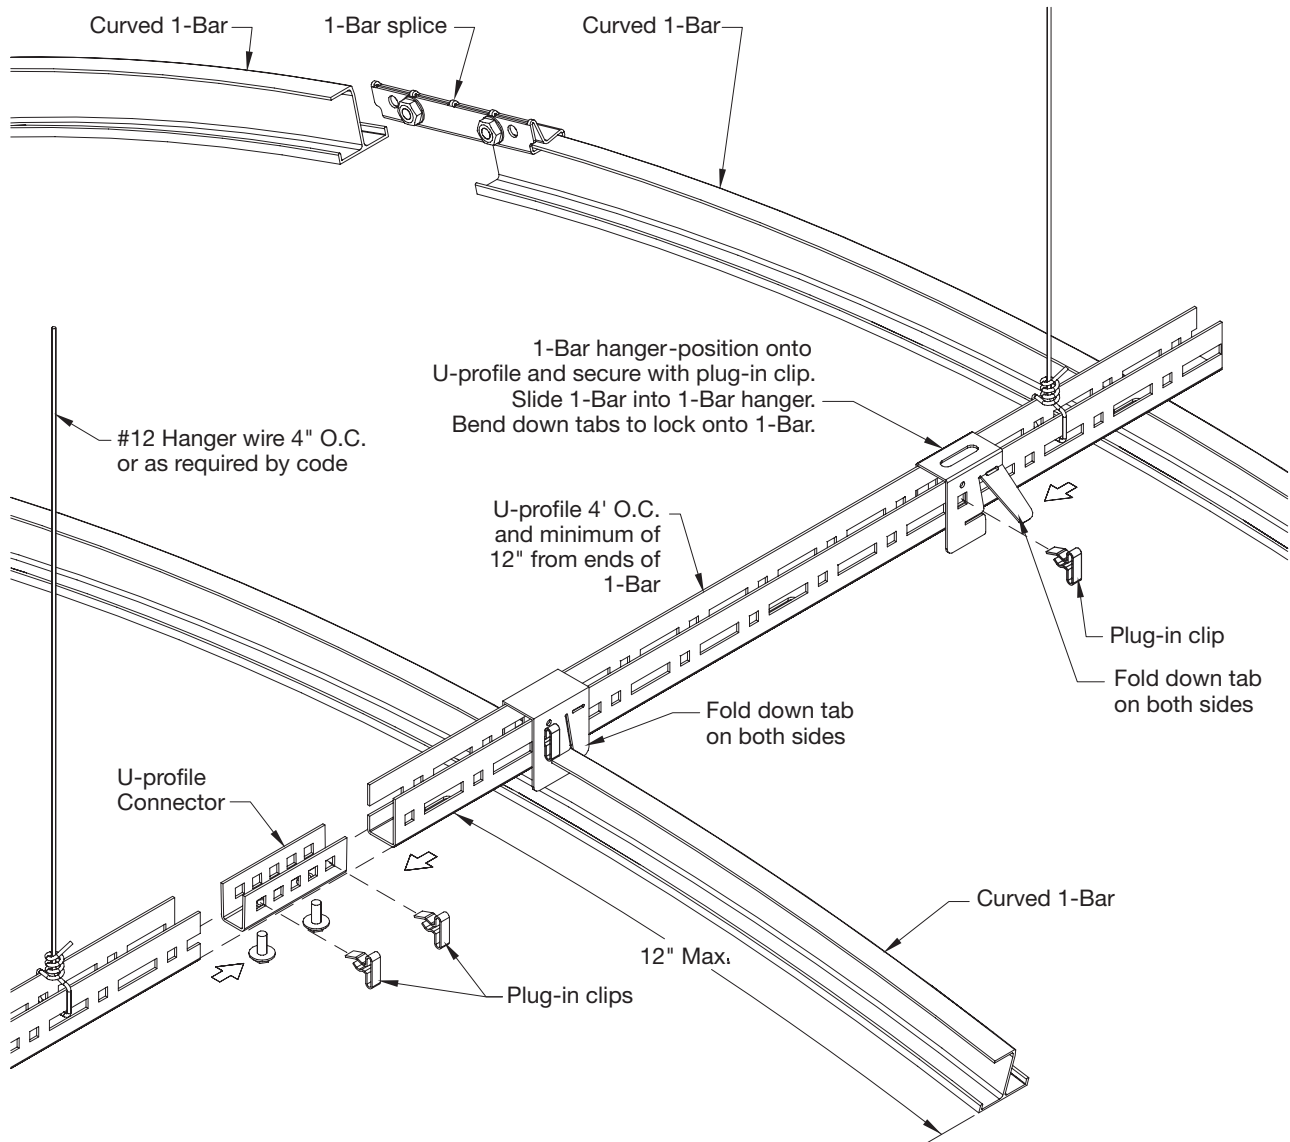 Curved 1-Bar
1-Bar splice
Curved 1-Bar
1-Bar hanger-position onto
U-profile and secure with plug-in clip.
Slide 1-Bar into 1-Bar hanger.
Bend down tabs to lock onto 1-Bar.
#12 Hanger wire 4" O.C.
or as required by code
U-profile 4' O.C.
and minimum of
12" from ends of
1-Bar
Plug-in clip
Fold down tab
on both sides
Fold down tab
on both sides
U-profile
Connector
Curved 1-Bar
12" Max.
Plug-in clips